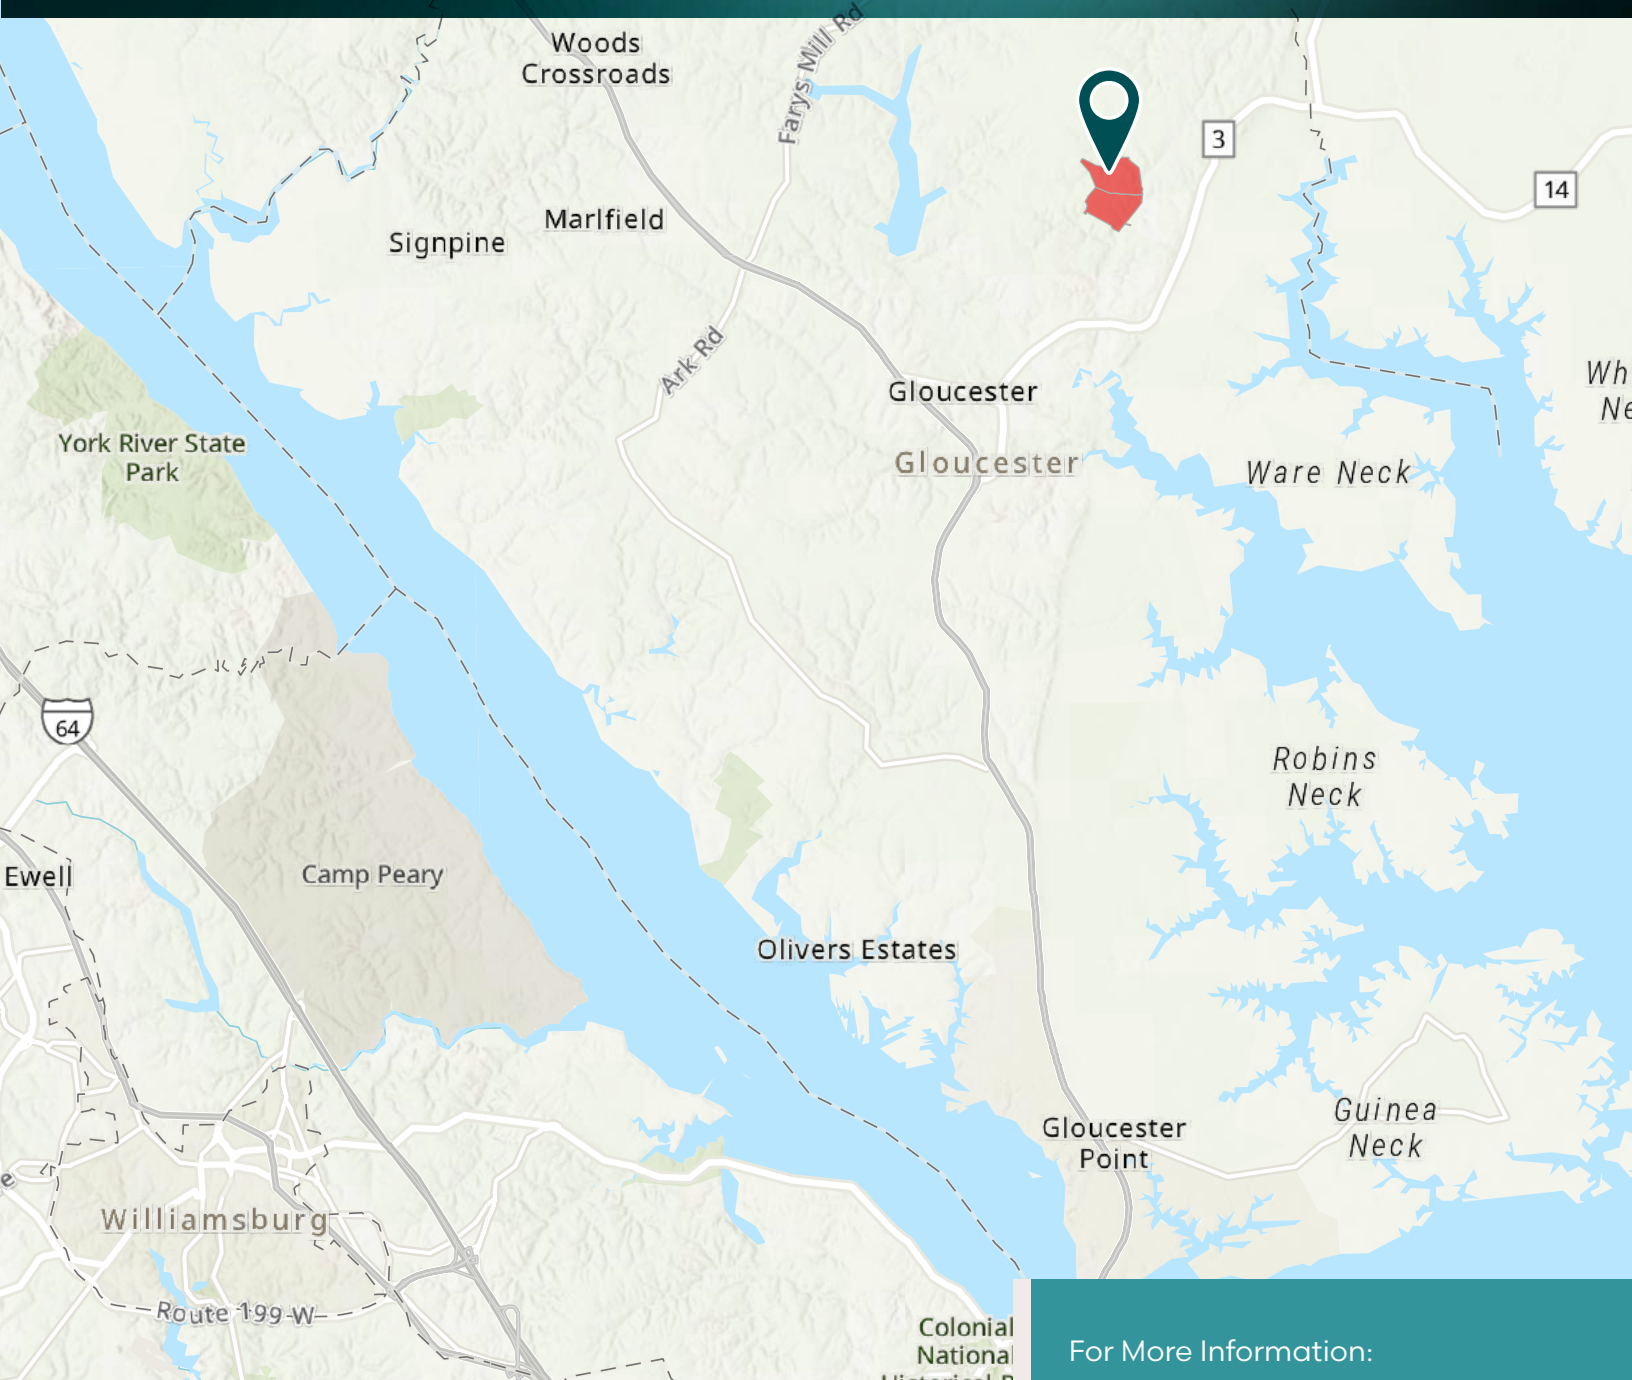 Woods
Crossroads
Farys Mill Rd
3
14
Marlfield
Signpine
Ark Rd
Gloucester
Gloucester
Wh
Ne
York River State
Park
Ware Neck
64
Robins
Neck
Ewell
Camp Peary
Olivers Estates
Gloucester
Point
Guinea
Neck
e
Williamsburg
Route 199 W
Colonial
National
For More Information: